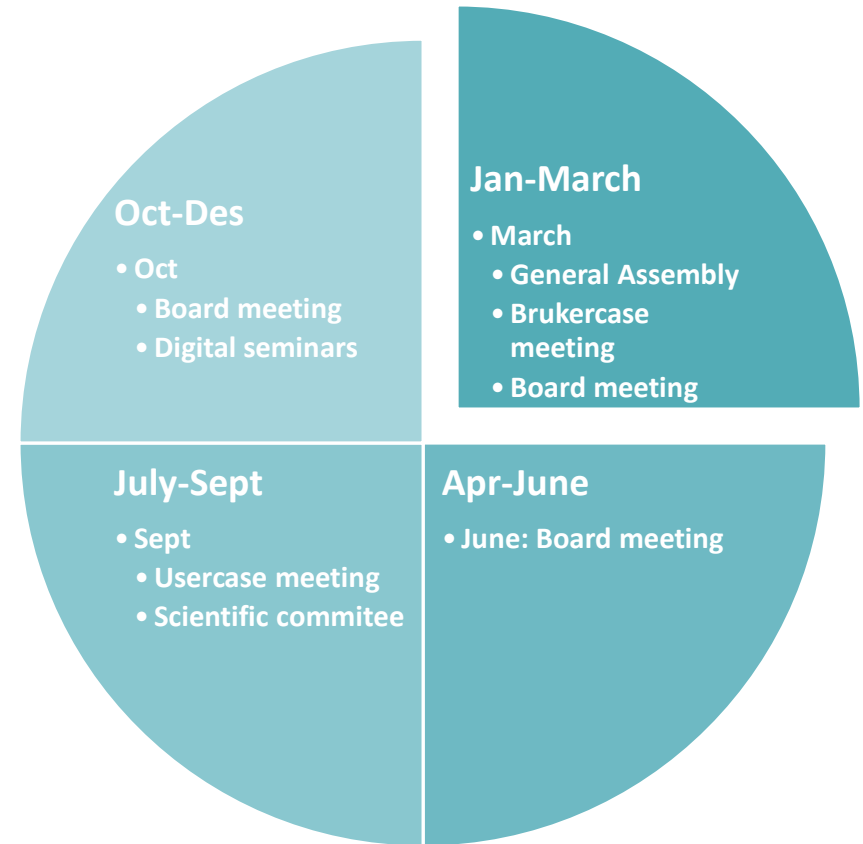 Jan-March
• March
• General Assembly
• Brukercase
meeting
• Board meeting
Apr-June
• June: Board meeting
July-Sept
• Sept
• Usercase meeting
• Scientific commitee
Oct-Des
• Oct
• Board meeting
• Digital seminars